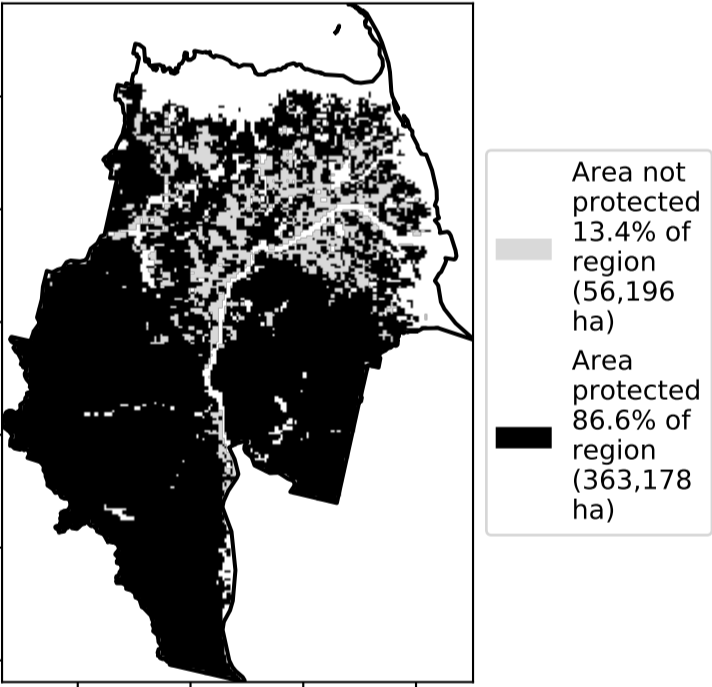 Area not
protected
13.4% of
region
(56,196
ha)
Area
protected
86.6% of
region
(363,178
ha)